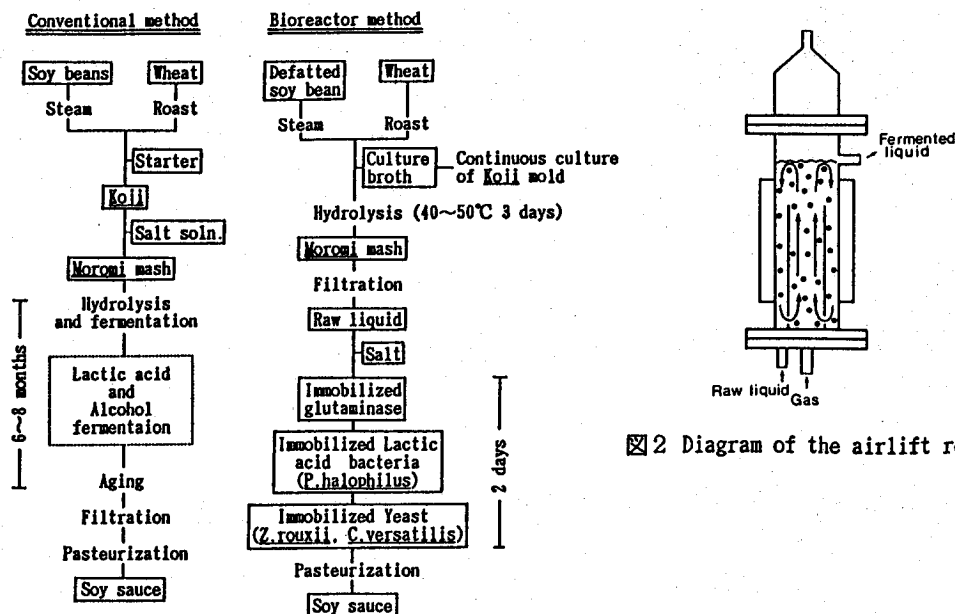 Conventional method
Soy beans
Wheat
Steam
Roast
Starter
Koji
Salt soln.
Moromi mash
Hydrolysis
and fermentation
6~8 months
Lactic acid
and
Alcohol
fermentaion
Aging
Filtration
Pasteurization
Soy sauce
Bioreactor method
Defatted
soy bean
Wheat
Steam
Roast
Culture
broth
Continuous culture
of Koji mold
Hydrolysis (40~50℃ 3 days)
Moromi mash
Filtration
Raw liquid
Salt
Immobilized
glutaminase
Immobilized Lactic
acid bacteria
(P.halophilus)
2 days
Immobilized Yeast
(Z.rouxii, C.versatilis)
Pasteurization
Soy sauce
Fermented
liquid
Raw liquid
Gas
図2 Diagram of the airlift re